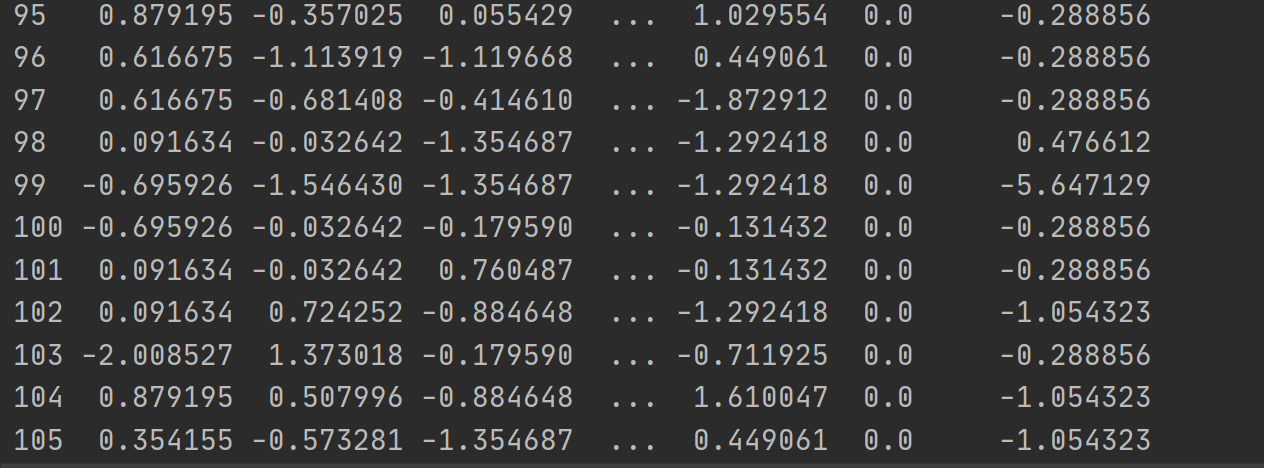 95 0.879195 -0.357025 0.055429 ... 1.029554 0.0 -0.288856
96 0.616675 -1.113919 -1.119668 ... 0.449061 0.0 -0.288856
97 0.616675 -0.681408 -0.414610 ... -1.872912 0.0 -0.288856
98 0.091634 -0.032642 -1.354687 ... -1.292418 0.0 0.476612
99 -0.695926 -1.546430 -1.354687 ... -1.292418 0.0 -5.647129
100 -0.695926 -0.032642 -0.179590 ... -0.131432 0.0 -0.288856
101 0.091634 -0.032642 0.760487 ... -0.131432 0.0 -0.288856
102 0.091634 0.724252 -0.884648 ... -1.292418 0.0 -1.054323
103 -2.008527 1.373018 -0.179590 ... -0.711925 0.0 -0.288856
104 0.879195 0.507996 -0.884648 ... 1.610047 0.0 -1.054323
105 0.354155 -0.573281 -1.354687 ... 0.449061 0.0 -1.054323